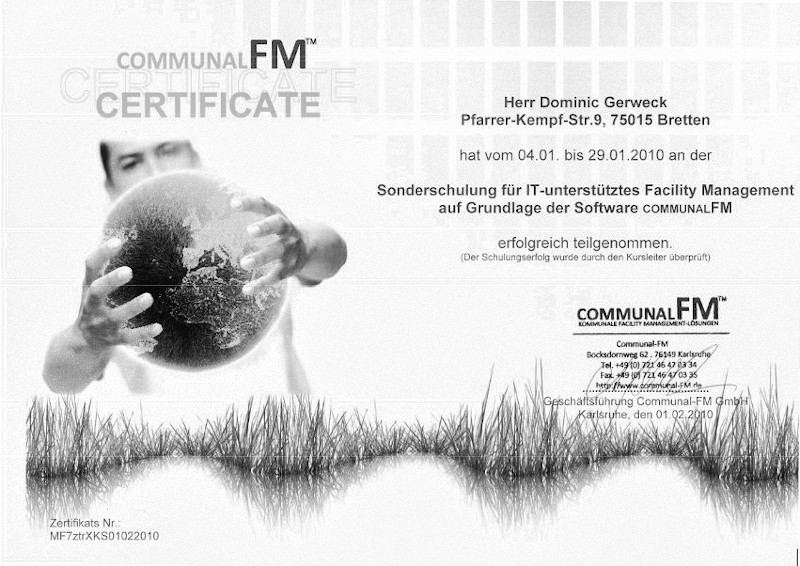 COMMUNALFM™
CERTIFICATE
CERTIFICATE
Herr Dominic Gerweck
Pfarrer-Kempf-Str.9, 75015 Bretten
hat vom 04.01. bis 29.01.2010 an der
Sonderschulung für IT-unterstütztes Facility Management
auf Grundlage der Software COMMUNALFM
erfolgreich teilgenommen.
(Der Schulungserfolg wurde durch den Kursleiter überprüft)
COMMUNALFM™
KOMMUNALE FACILITY MANAGEMENT-LÖSUNGEN
Communal-FM
Bocksdornweg 62 . 76149 Karlsruhe
Tel. +49 (0) 721 46 47 03 34
Fax. +49 (0) 721 46 47 03 35
http://www.communal-FM.de
Geschäftsführung Communal-FM GmbH
Karlsruhe, den 01.02.2010
Zertifikats Nr.:
MF7ztrXKS01022010